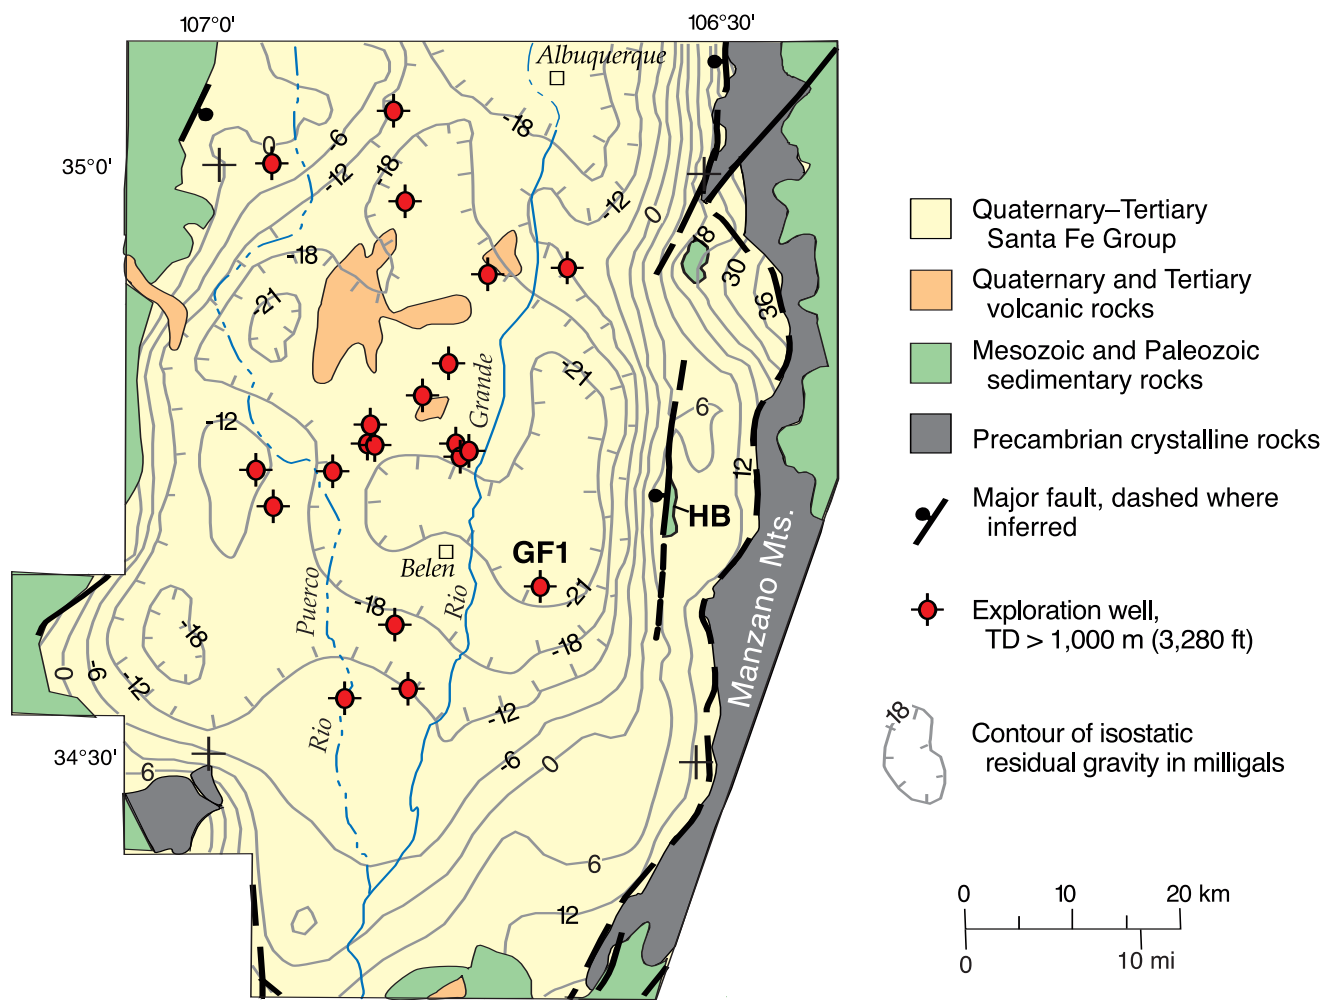 107°0'
106°30'
Albuquerque
-18
0
-6
-12
-18
35°0'
-12
0
18
30
36
-18
-21
-21
Grande
6
-12
12
HB
Manzano Mts.
GF1
Belen
-21
Puerco
Rio
-18
-18
-18
0
-6
-12
-12
Rio
-6
0
34°30'
6
6
12
Quaternary–Tertiary
Santa Fe Group
Quaternary and Tertiary
volcanic rocks
Mesozoic and Paleozoic
sedimentary rocks
Precambrian crystalline rocks
Major fault, dashed where
inferred
Exploration well,
TD > 1,000 m (3,280 ft)
18
Contour of isostatic
residual gravity in milligals
0 10 20 km
0 10 mi